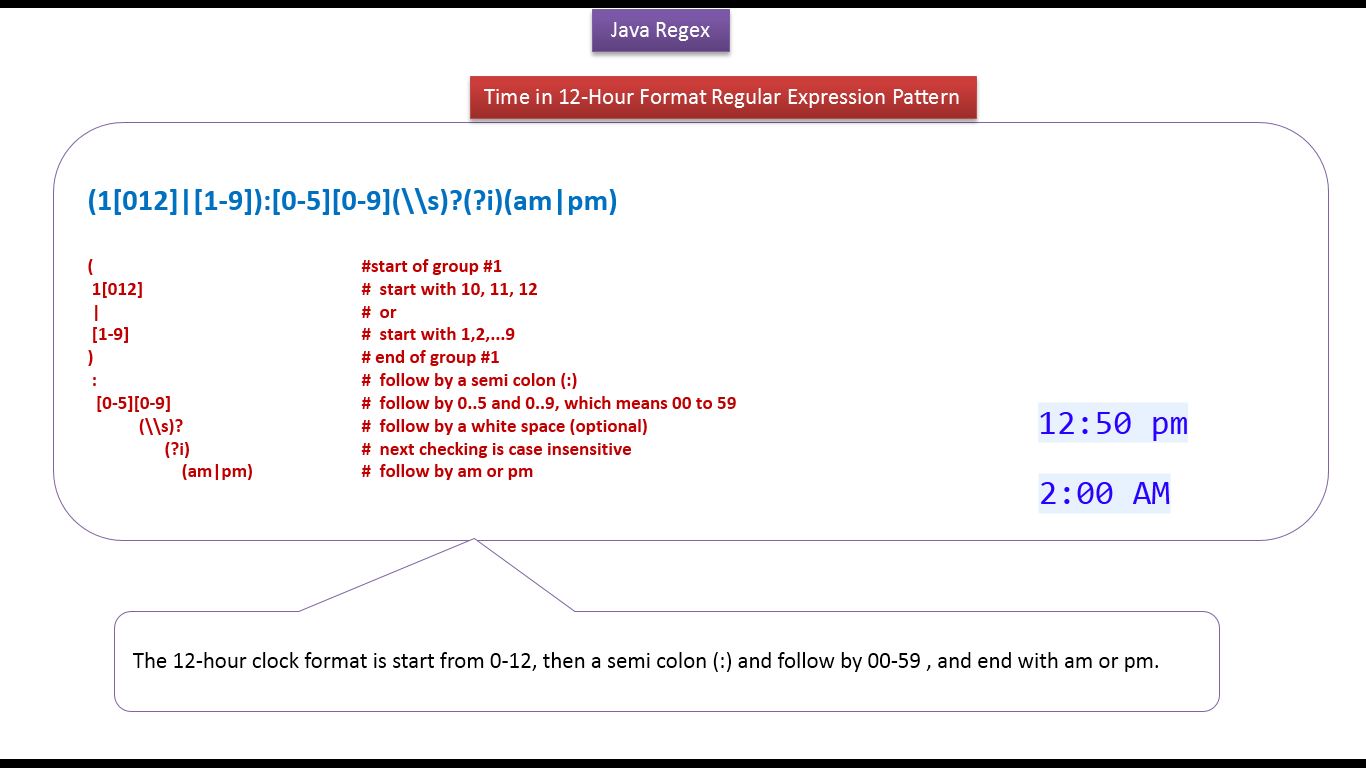 Java Regex
Time in 12-Hour Format Regular Expression Pattern
(1[012]|[1-9]):[0-5][0-9](\\s)?(?i)(am|pm)
( #start of group #1
1[012] # start with 10, 11, 12
| # or
[1-9] # start with 1,2,...9
) # end of group #1
: # follow by a semi colon (:)
[0-5][0-9] # follow by 0..5 and 0..9, which means 00 to 59
(\\s)? # follow by a white space (optional)
(?i) # next checking is case insensitive
(am|pm) # follow by am or pm
12:50 pm
2:00 AM
The 12-hour clock format is start from 0-12, then a semi colon (:) and follow by 00-59 , and end with am or pm.